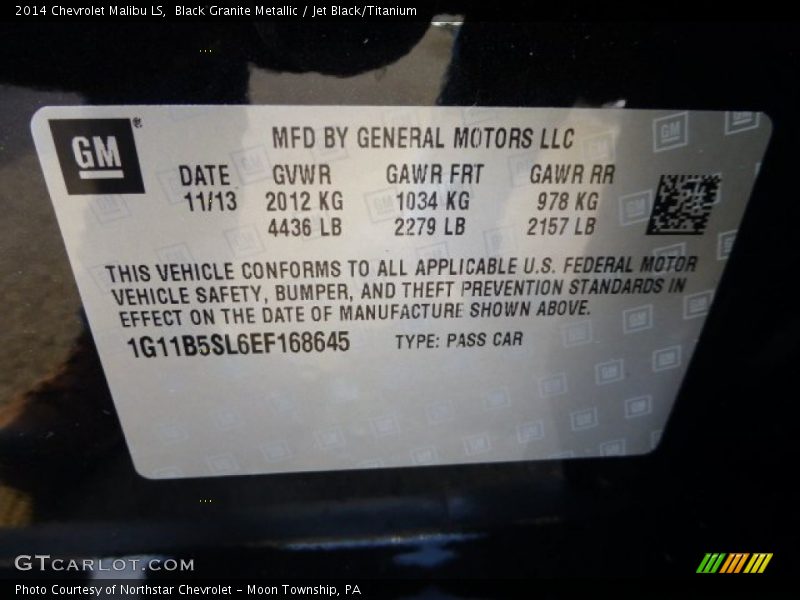 2014 Chevrolet Malibu LS,  Black Granite Metallic / Jet Black/Titanium
GM®
MFD BY GENERAL MOTORS LLC
DATE GVWR GAWR FRT GAWR RR
11/13 2012 KG 1034 KG 978 KG
4436 LB 2279 LB 2157 LB
THIS VEHICLE CONFORMS TO ALL APPLICABLE U.S. FEDERAL MOTOR
VEHICLE SAFETY, BUMPER, AND THEFT PREVENTION STANDARDS IN
EFFECT ON THE DATE OF MANUFACTURE SHOWN ABOVE.
1G11B5SL6EF168645 TYPE: PASS CAR
GTCARLOT.COM
Photo Courtesy of Northstar Chevrolet - Moon Township, PA